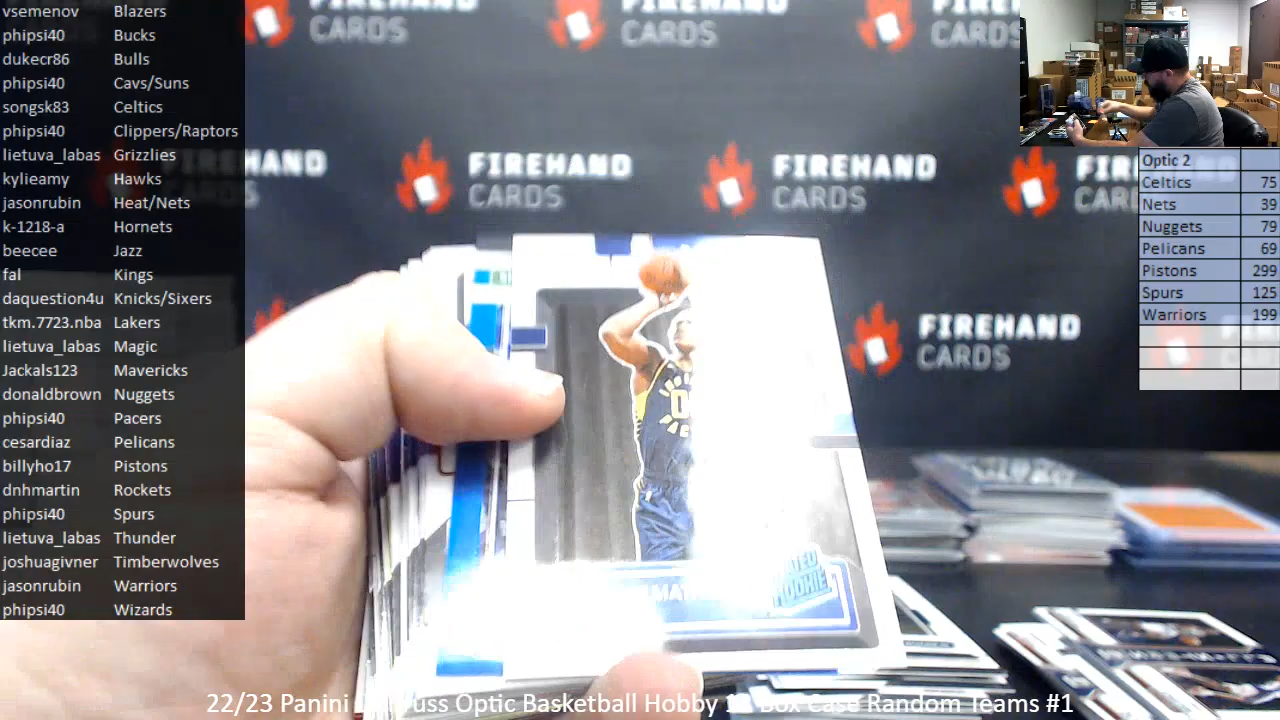 vsemenov Blazers
phipsi40 Bucks
dukecr86 Bulls
phipsi40 Cavs/Suns
songsk83 Celtics
phipsi40 Clippers/Raptors
lietuva_labas Grizzlies
kylieamy Hawks
jasonrubin Heat/Nets
k-1218-a Hornets
beecee Jazz
fal Kings
daquestion4u Knicks/Sixers
tkm.7723.nba Lakers
lietuva_labas Magic
Jackals123 Mavericks
donaldbrown Nuggets
phipsi40 Pacers
cesardiaz Pelicans
billyho17 Pistons
dnhmartin Rockets
phipsi40 Spurs
lietuva_labas Thunder
joshuagivner Timberwolves
jasonrubin Warriors
phipsi40 Wizards
CARDS
CARDS
FIREHAND CARDS
FIREHAND CARDS
FIREHAND CARDS
Optic 2
Celtics 75
Nets 39
Nuggets 79
Pelicans 69
Pistons 299
Spurs 125
Warriors 199
22/23 Panini Optic Basketball Hobby Box Case Random Teams #1